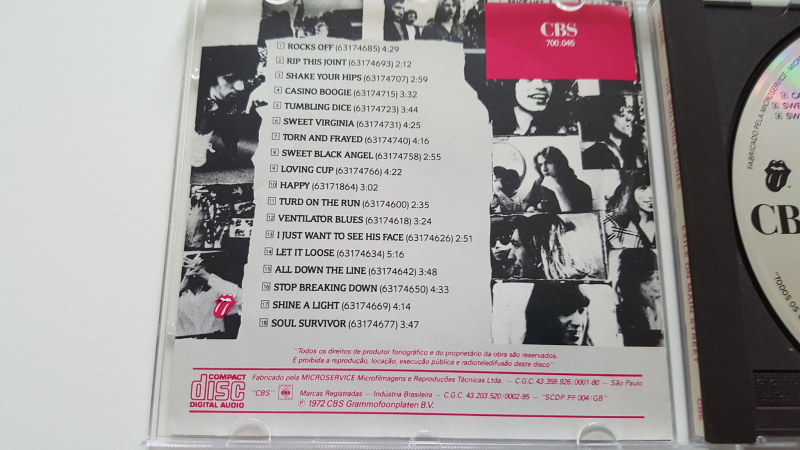 CBS
700.045
1 ROCKS OFF (63174685) 4:29
2 RIP THIS JOINT (63174693) 2:12
3 SHAKE YOUR HIPS (63174707) 2:59
4 CASINO BOOGIE (63174715) 3:32
5 TUMBLING DICE (63174723) 3:44
6 SWEET VIRGINIA (63174731) 4:25
7 TORN AND FRAYED (63174740) 4:16
8 SWEET BLACK ANGEL (63174758) 2:55
9 LOVING CUP (63174766) 4:22
10 HAPPY (63171864) 3:02
11 TURD ON THE RUN (63174600) 2:35
12 VENTILATOR BLUES (63174618) 3:24
13 I JUST WANT TO SEE HIS FACE (63174626) 2:51
14 LET IT LOOSE (63174634) 5:16
15 ALL DOWN THE LINE (63174642) 3:48
16 STOP BREAKING DOWN (63174650) 4:33
17 SHINE A LIGHT (63174669) 4:14
18 SOUL SURVIVOR (63174677) 3:47
"Todos os direitos de produtor fonográfico e do proprietário da obra são reservados.
É proibida a reprodução, locação, execução pública e radioteledifusão deste disco"
COMPACT
disc
DIGITAL AUDIO
Fabricado pela MICROSERVICE Microfilmagens e Reproduções Técnicas Ltda. — C.G.C. 43.359.926/0001-80 — São Paulo
"CBS" Marcas Registradas — Indústria Brasileira — C.G.C. 43.203.520/0002-95 — "SCDP.PF 004/GB"
℗ 1972 CBS Grammofoonplaten B.V.
FABRICADO PELA MICROSERVICE
CB